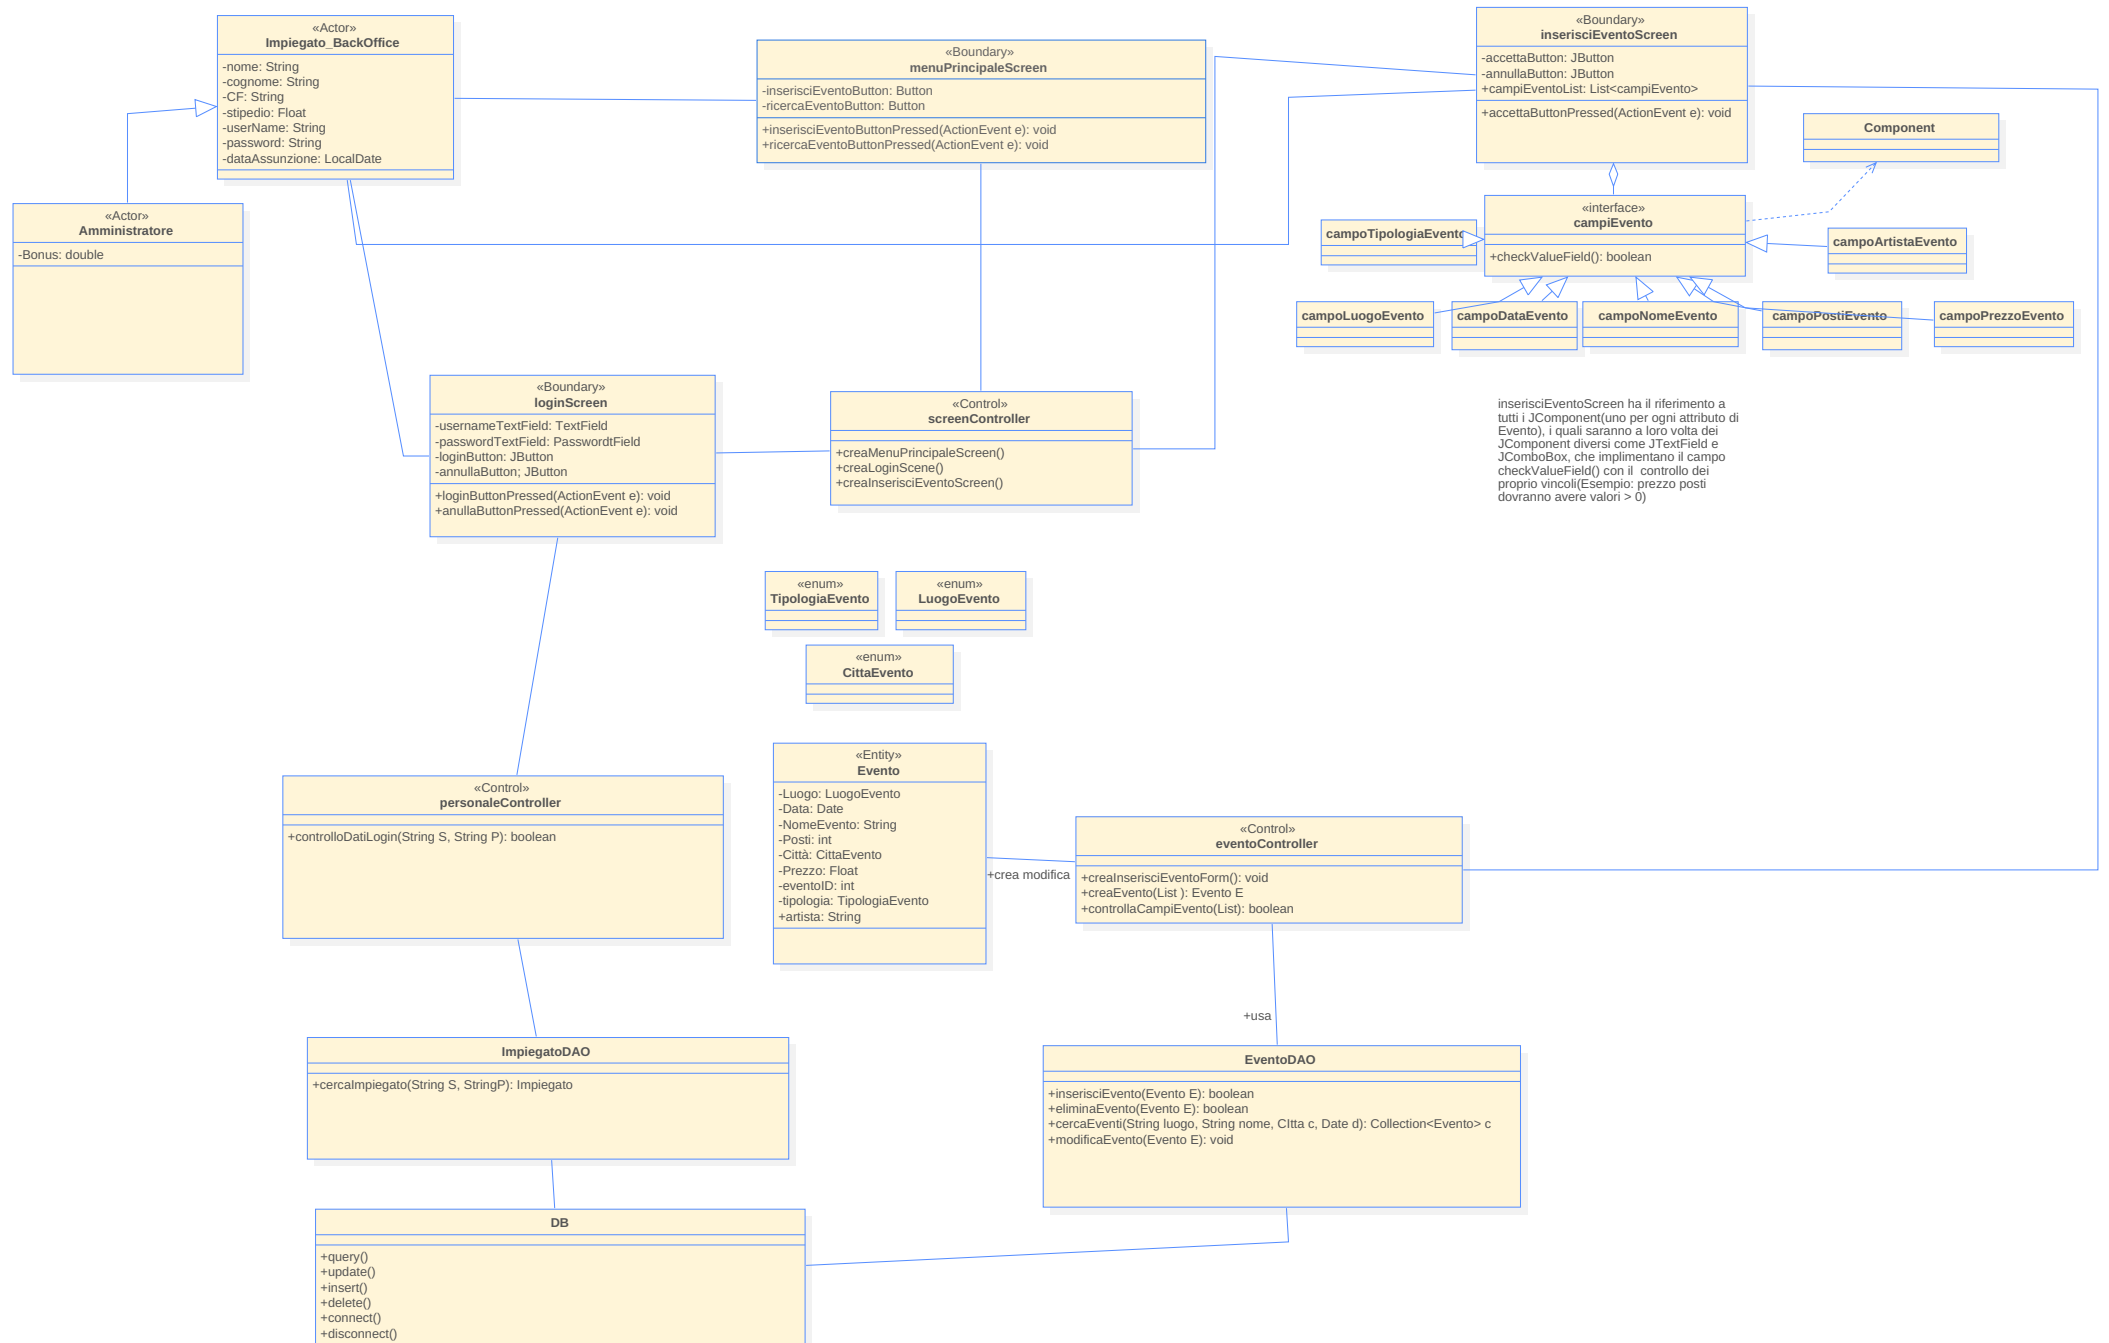 «Actor»
Impiegato_BackOffice
-nome: String
-cognome: String
-CF: String
-stipedio: Float
-userName: String
-password: String
-dataAssunzione: LocalDate
«Boundary»
menuPrincipaleScreen
-inserisciEventoButton: Button
-ricercaEventoButton: Button
+inserisciEventoButtonPressed(ActionEvent e): void
+ricercaEventoButtonPressed(ActionEvent e): void
«Boundary»
inserisciEventoScreen
-accettaButton: JButton
-annullaButton: JButton
+campiEventoList: List<campiEvento>
+accettaButtonPressed(ActionEvent e): void
Component
«Actor»
Amministratore
-Bonus: double
«interface»
campiEvento
+checkValueField(): boolean
campoTipologiaEvento
campoArtistaEvento
campoLuogoEvento
campoDataEvento
campoNomeEvento
campoPostiEvento
campoPrezzoEvento
«Boundary»
loginScreen
-usernameTextField: TextField
-passwordTextField: PasswordtField
-loginButton: JButton
-annullaButton; JButton
+loginButtonPressed(ActionEvent e): void
+anullaButtonPressed(ActionEvent e): void
«Control»
screenController
+creaMenuPrincipaleScreen()
+creaLoginScene()
+creaInserisciEventoScreen()
inserisciEventoScreen ha il riferimento a
tutti i JComponent(uno per ogni attributo di
Evento), i quali saranno a loro volta dei
JComponent diversi come JTextField e
JComboBox, che implimentano il campo
checkValueField() con il  controllo dei
proprio vincoli(Esempio: prezzo posti
dovranno avere valori > 0)
«enum»
TipologiaEvento
«enum»
LuogoEvento
«enum»
CittaEvento
«Control»
personaleController
+controlloDatiLogin(String S, String P): boolean
«Entity»
Evento
-Luogo: LuogoEvento
-Data: Date
-NomeEvento: String
-Posti: int
-Città: CittaEvento
-Prezzo: Float
-eventoID: int
-tipologia: TipologiaEvento
+artista: String
+crea modifica
«Control»
eventoController
+creaInserisciEventoForm(): void
+creaEvento(List ): Evento E
+controllaCampiEvento(List): boolean
+usa
ImpiegatoDAO
+cercaImpiegato(String S, StringP): Impiegato
EventoDAO
+inserisciEvento(Evento E): boolean
+eliminaEvento(Evento E): boolean
+cercaEventi(String luogo, String nome, CItta c, Date d): Collection<Evento> c
+modificaEvento(Evento E): void
DB
+query()
+update()
+insert()
+delete()
+connect()
+disconnect()